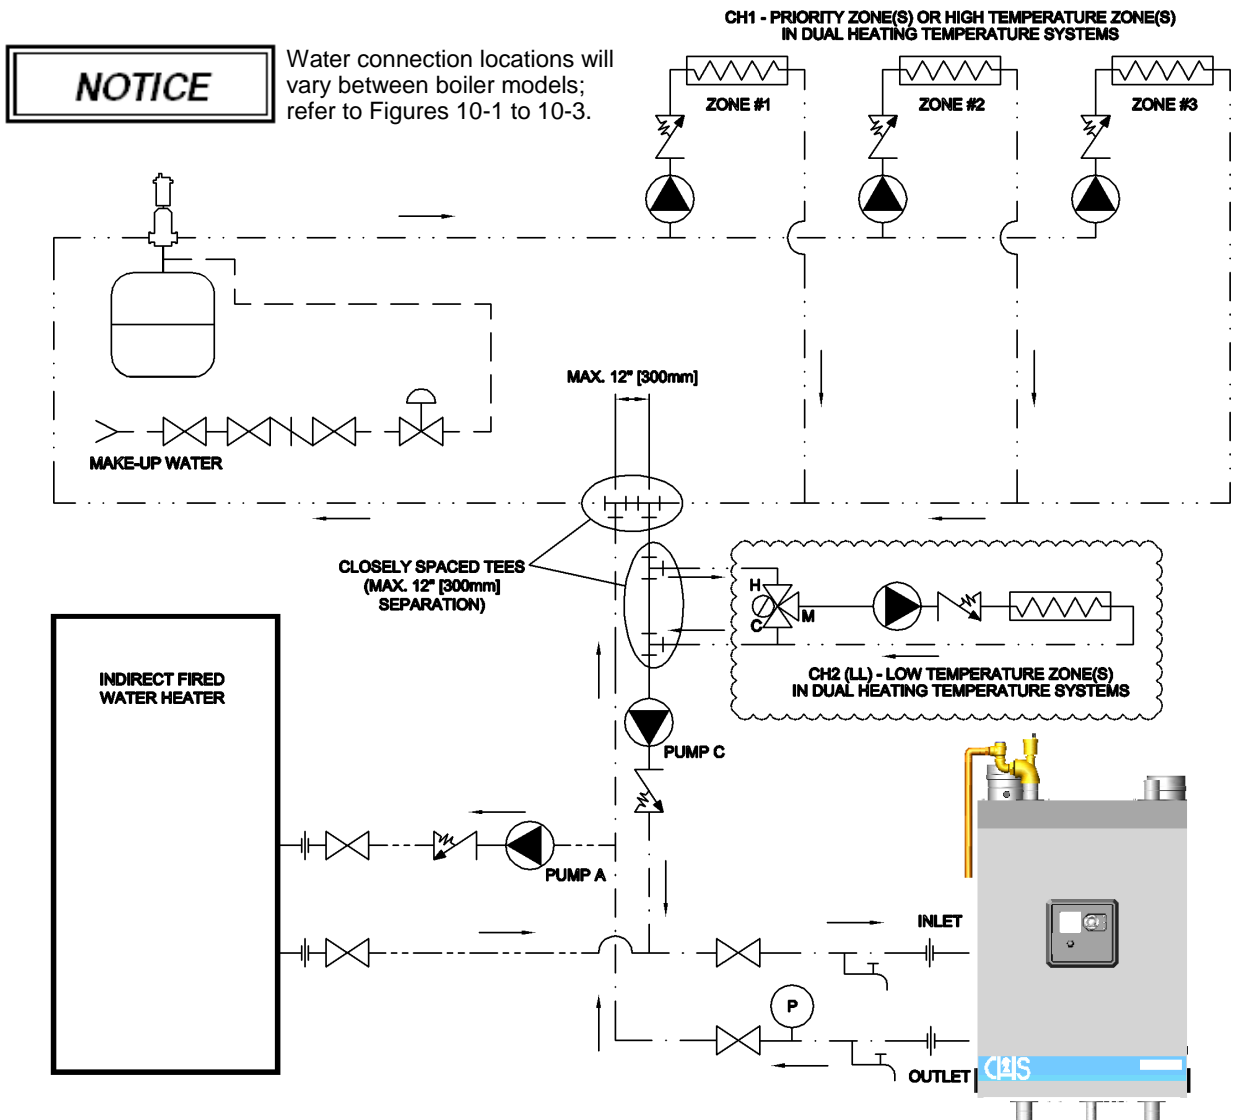 CH1 - PRIORITY ZONE(S) OR HIGH TEMPERATURE ZONE(S)
IN DUAL HEATING TEMPERATURE SYSTEMS
NOTICE
Water connection locations will
vary between boiler models;
refer to Figures 10-1 to 10-3.
ZONE #1
ZONE #2
ZONE #3
MAX. 12" [300mm]
MAKE-UP WATER
CLOSELY SPACED TEES
(MAX. 12" [300mm]
SEPARATION)
H
M
C
CH2 (LL) - LOW TEMPERATURE ZONE(S)
IN DUAL HEATING TEMPERATURE SYSTEMS
INDIRECT FIRED
WATER HEATER
PUMP C
PUMP A
INLET
P
OUTLET